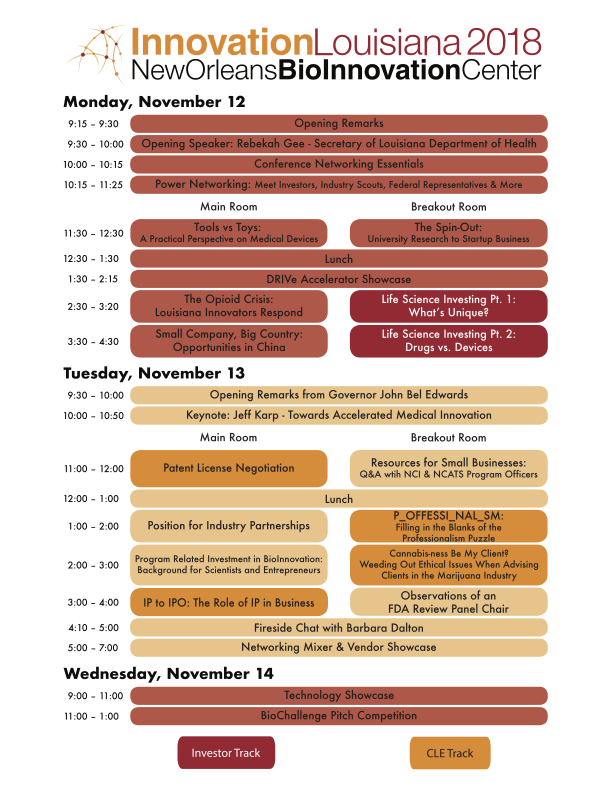 InnovationLouisiana 2018
NewOrleansBioInnovationCenter
Monday, November 12
9:15 – 9:30 Opening Remarks
9:30 – 10:00 Opening Speaker: Rebekah Gee - Secretary of Louisiana Department of Health
10:00 – 10:15 Conference Networking Essentials
10:15 – 11:25 Power Networking: Meet Investors, Industry Scouts, Federal Representatives & More
Main Room Breakout Room
11:30 – 12:30
Tools vs Toys:
A Practical Perspective on Medical Devices
The Spin-Out:
University Research to Startup Business
12:30 – 1:30 Lunch
1:30 – 2:15 DRIVe Accelerator Showcase
2:30 – 3:20
The Opioid Crisis:
Louisiana Innovators Respond
Life Science Investing Pt. 1:
What's Unique?
3:30 – 4:30
Small Company, Big Country:
Opportunities in China
Life Science Investing Pt. 2:
Drugs vs. Devices
Tuesday, November 13
9:30 – 10:00 Opening Remarks from Governor John Bel Edwards
10:00 – 10:50 Keynote: Jeff Karp - Towards Accelerated Medical Innovation
Main Room Breakout Room
11:00 – 12:00
Patent License Negotiation
Resources for Small Businesses:
Q&A wtih NCI & NCATS Program Officers
12:00 – 1:00 Lunch
1:00 – 2:00
Position for Industry Partnerships
P_OFFESSI_NAL_SM:
Filling in the Blanks of the
Professionalism Puzzle
2:00 – 3:00
Program Related Investment in BioInnovation:
Background for Scientists and Entrepreneurs
Cannabis-ness Be My Client?
Weeding Out Ethical Issues When Advising
Clients in the Marijuana Industry
3:00 – 4:00
IP to IPO: The Role of IP in Business
Observations of an
FDA Review Panel Chair
4:10 – 5:00 Fireside Chat with Barbara Dalton
5:00 – 7:00 Networking Mixer & Vendor Showcase
Wednesday, November 14
9:00 – 11:00 Technology Showcase
11:00 – 1:00 BioChallenge Pitch Competition
Investor Track CLE Track